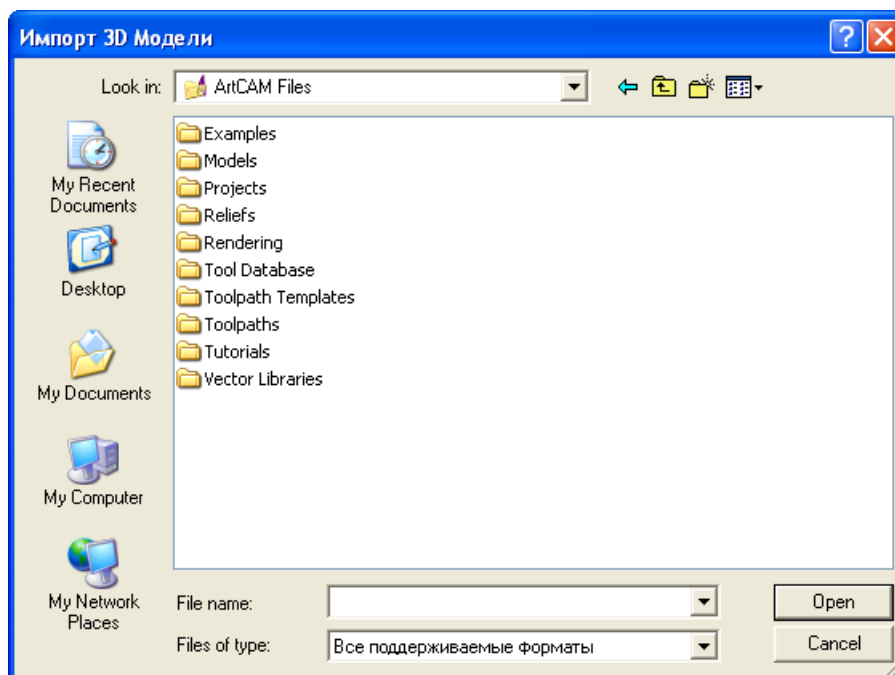 Импорт 3D Модели
Look in:
ArtCAM Files
My Recent
Documents
Desktop
My Documents
My Computer
My Network
Places
Examples
Models
Projects
Reliefs
Rendering
Tool Database
Toolpath Templates
Toolpaths
Tutorials
Vector Libraries
File name:
Open
Files of type:
Все поддерживаемые форматы
Cancel